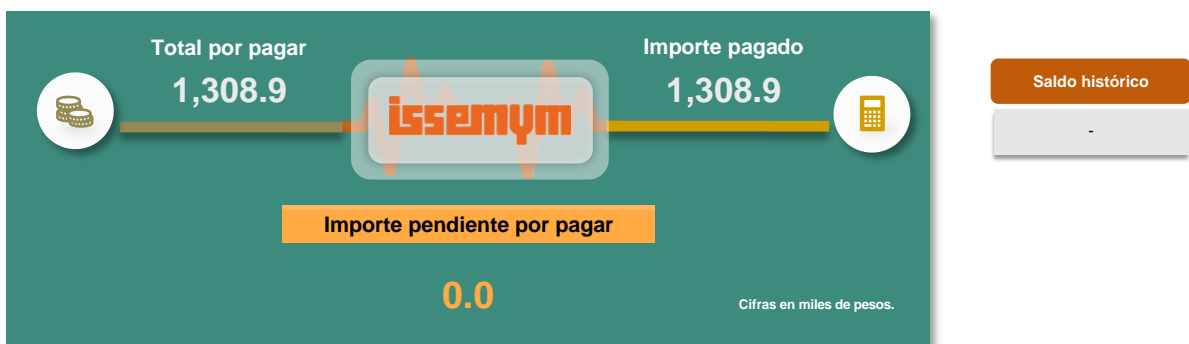 Total por pagar
1,308.9
issemym
Importe pagado
1,308.9
Importe pendiente por pagar
0.0
Cifras en miles de pesos.
Saldo histórico
-